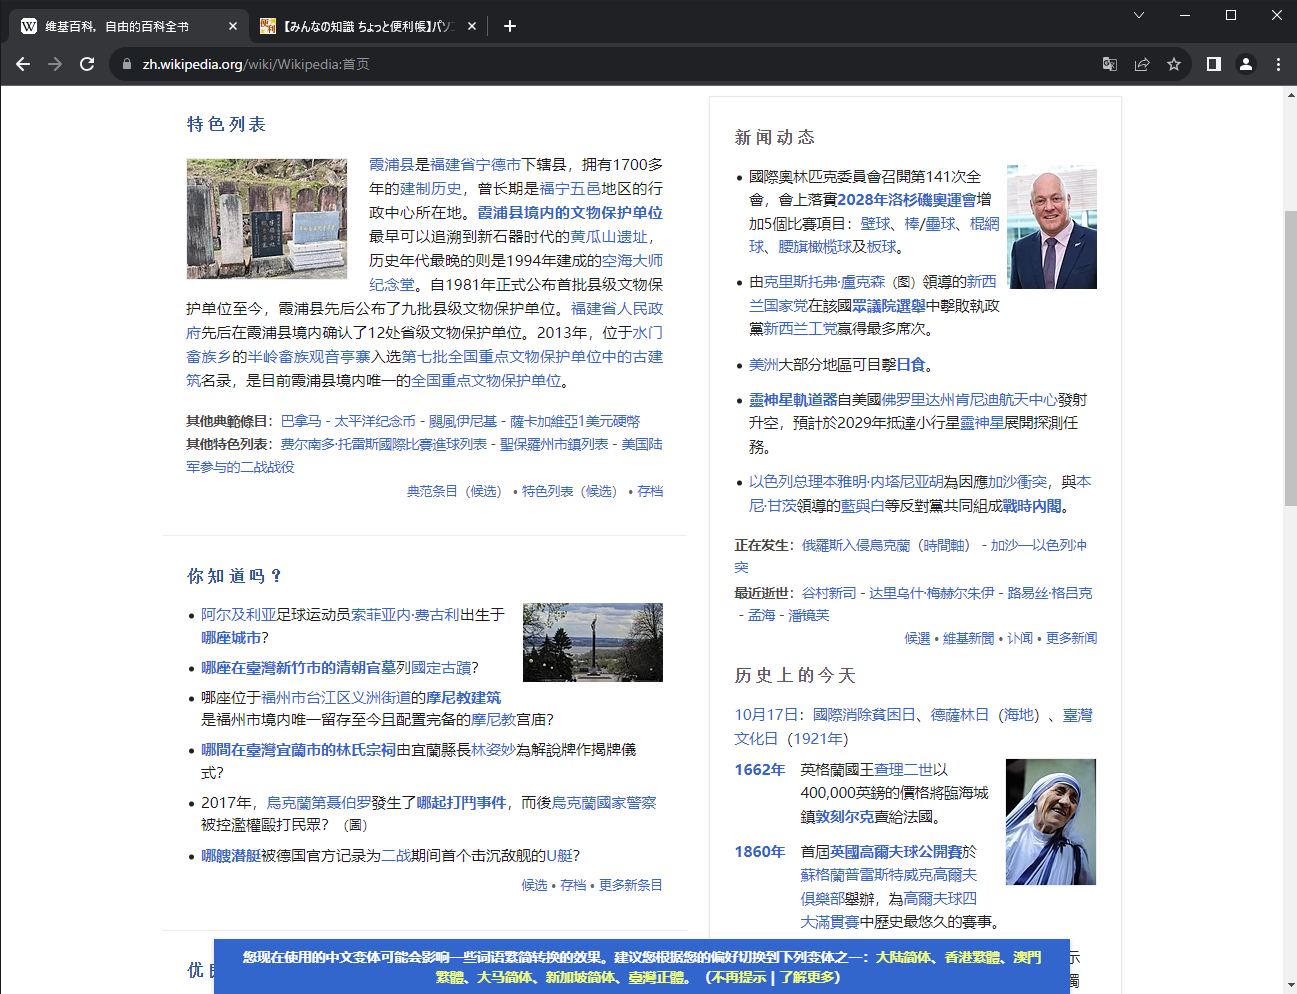 维基百科，自由的百科全书
【みんなの知識 ちょっと便利帳】パソコ
zh.wikipedia.org/wiki/Wikipedia:首页
特色列表
霞浦县是福建省宁德市下辖县，拥有1700多
年的建制历史，曾长期是福宁五邑地区的行
政中心所在地。霞浦县境内的文物保护单位
最早可以追溯到新石器时代的黄瓜山遗址，
历史年代最晚的则是1994年建成的空海大师
纪念堂。自1981年正式公布首批县级文物保
护单位至今，霞浦县先后公布了九批县级文物保护单位。福建省人民政
府先后在霞浦县境内确认了12处省级文物保护单位。2013年，位于水门
畲族乡的半岭畲族观音亭寨入选第七批全国重点文物保护单位中的古建
筑名录，是目前霞浦县境内唯一的全国重点文物保护单位。
其他典範條目：巴拿马 - 太平洋纪念币 - 颶風伊尼基 - 薩卡加維亞1美元硬幣
其他特色列表：费尔南多·托雷斯國際比賽進球列表 - 聖保羅州市鎮列表 - 美国陆
军参与的二战战役
典范条目（候选） • 特色列表（候选） • 存档
你知道吗？
阿尔及利亚足球运动员索菲亚内·费古利出生于
哪座城市？
哪座在臺灣新竹市的清朝官墓列國定古蹟？
哪座位于福州市台江区义洲街道的摩尼教建筑
是福州市境内唯一留存至今且配置完备的摩尼教宫庙？
哪間在臺灣宜蘭市的林氏宗祠由宜蘭縣長林姿妙為解說牌作揭牌儀
式？
2017年，烏克蘭第聶伯罗發生了哪起打鬥事件，而後烏克蘭國家警察
被控濫權毆打民眾？（圖）
哪艘潜艇被德国官方记录为二战期间首个击沉敌舰的U艇？
候选 • 存档 • 更多新条目
新闻动态
國際奧林匹克委員會召開第141次全
會，會上落實2028年洛杉磯奧運會增
加5個比賽項目：壁球、棒/壘球、棍網
球、腰旗橄榄球及板球。
由克里斯托弗·盧克森（图）領導的新西
兰国家党在該國眾議院選舉中擊敗執政
黨新西兰工党贏得最多席次。
美洲大部分地區可目擊日食。
靈神星軌道器自美國佛罗里达州肯尼迪航天中心發射
升空，預計於2029年抵達小行星靈神星展開探測任
務。
以色列总理本雅明·内塔尼亚胡為因應加沙衝突，與本
尼·甘茨領導的藍與白等反對黨共同組成戰時內閣。
正在发生：俄羅斯入侵烏克蘭（時間軸） - 加沙—以色列冲
突
最近逝世：谷村新司 - 达里乌什·梅赫尔朱伊 - 路易丝·格吕克
- 孟海 - 潘镜芙
候選 • 維基新聞 • 讣闻 • 更多新闻
历史上的今天
10月17日：國際消除貧困日、德薩林日（海地）、臺灣
文化日（1921年）
1662年 英格蘭國王查理二世以
400,000英鎊的價格將臨海城
鎮敦刻尔克賣給法國。
1860年 首屆英國高爾夫球公開賽於
蘇格蘭普雷斯特威克高爾夫
俱樂部舉辦，為高爾夫球四
大滿貫賽中歷史最悠久的賽事。
优
示
您现在使用的中文变体可能会影响一些词语繁简转换的效果。建议您根据您的偏好切换到下列变体之一：大陆简体、香港繁體、澳門
繁體、大马简体、新加坡简体、臺灣正體。（不再提示 | 了解更多）